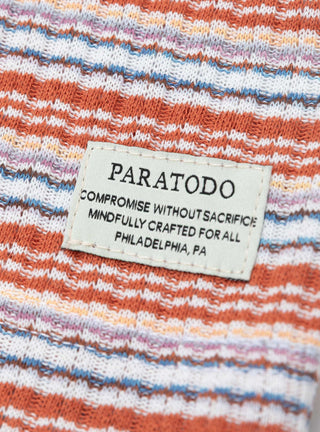 PARATODO
COMPROMISE WITHOUT SACRIFICE
MINDFULLY CRAFTED FOR ALL
PHILADELPHIA, PA